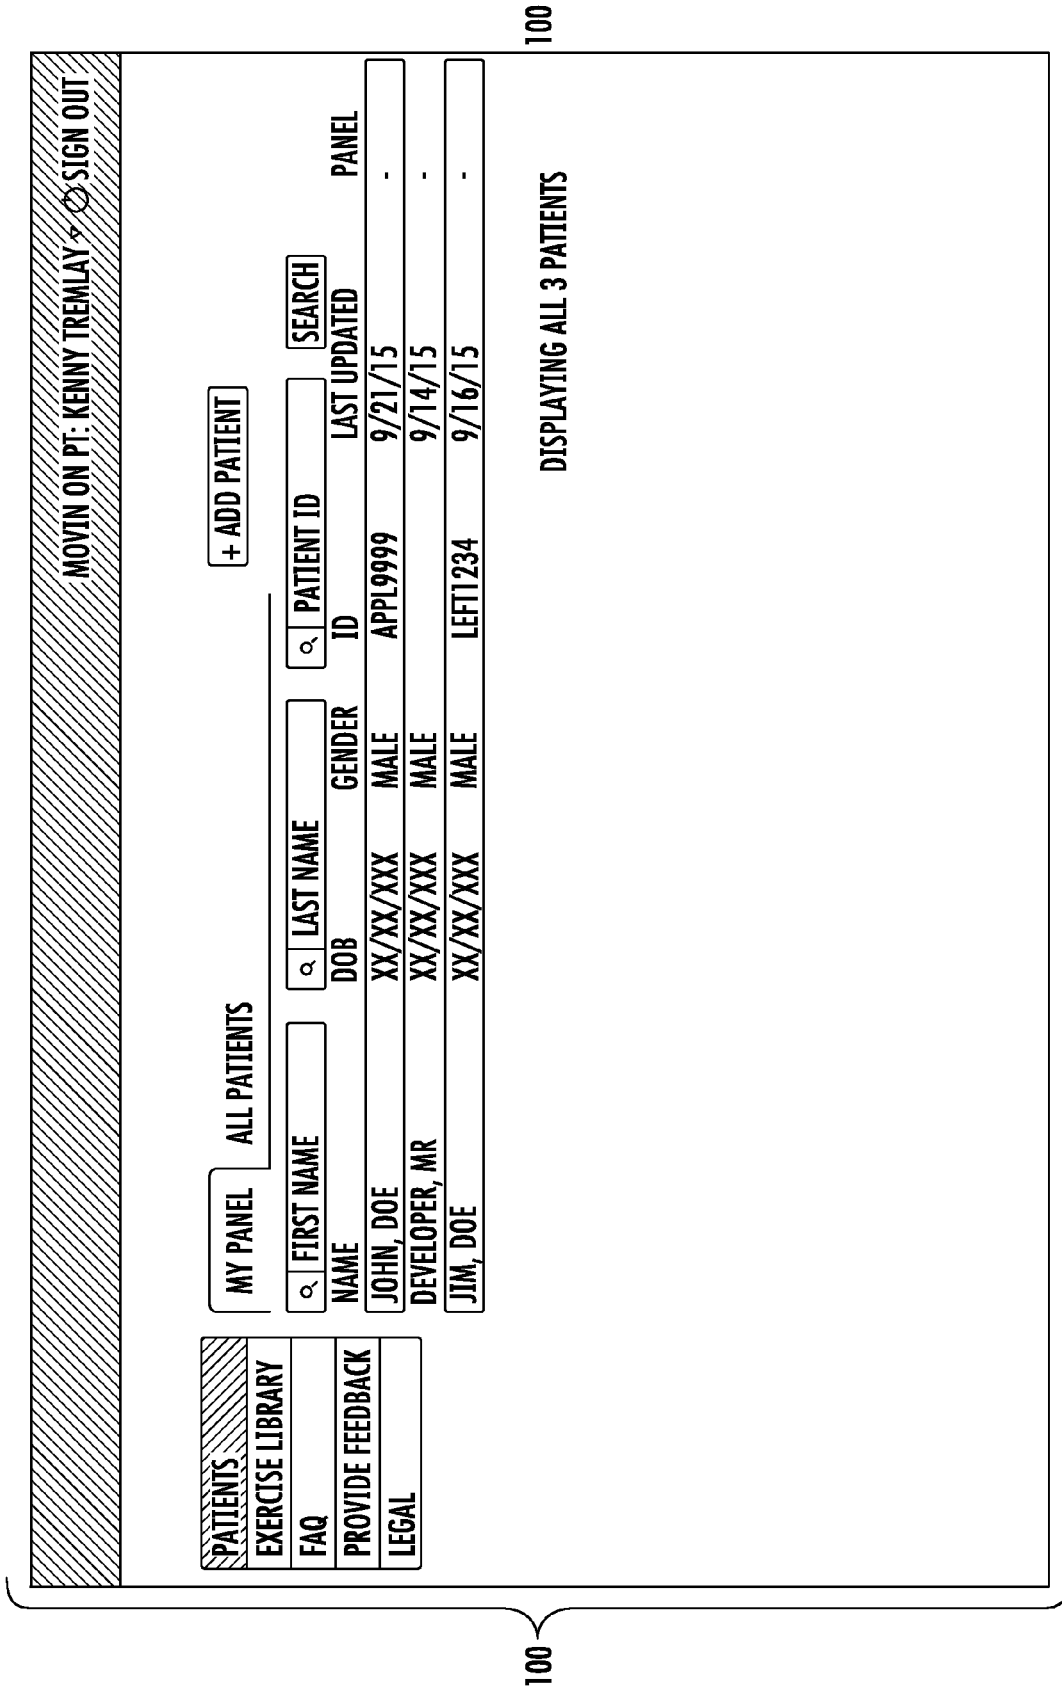 100
MOVIN ON PT: KENNY TREMLAY SIGN OUT
PATIENTS
EXERCISE LIBRARY
FAQ
PROVIDE FEEDBACK
LEGAL
MY PANEL ALL PATIENTS + ADD PATIENT
FIRST NAME LAST NAME PATIENT ID SEARCH
NAME DOB GENDER ID LAST UPDATED PANEL
JOHN, DOE XX/XX/XXX MALE APPL9999 9/21/15 -
DEVELOPER, MR XX/XX/XXX MALE 9/14/15 -
JIM, DOE XX/XX/XXX MALE LEFT1234 9/16/15 -
DISPLAYING ALL 3 PATIENTS
100